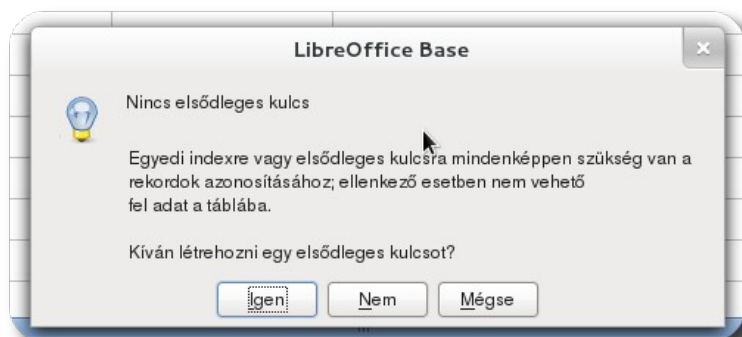 LibreOffice Base
Nincs elsődleges kulcs
Egyedi indexre vagy elsődleges kulcsra mindenképpen szükség van a
rekordok azonosításához; ellenkező esetben nem vehető
fel adat a táblába.
Kíván létrehozni egy elsődleges kulcsot?
Igen Nem Mégse